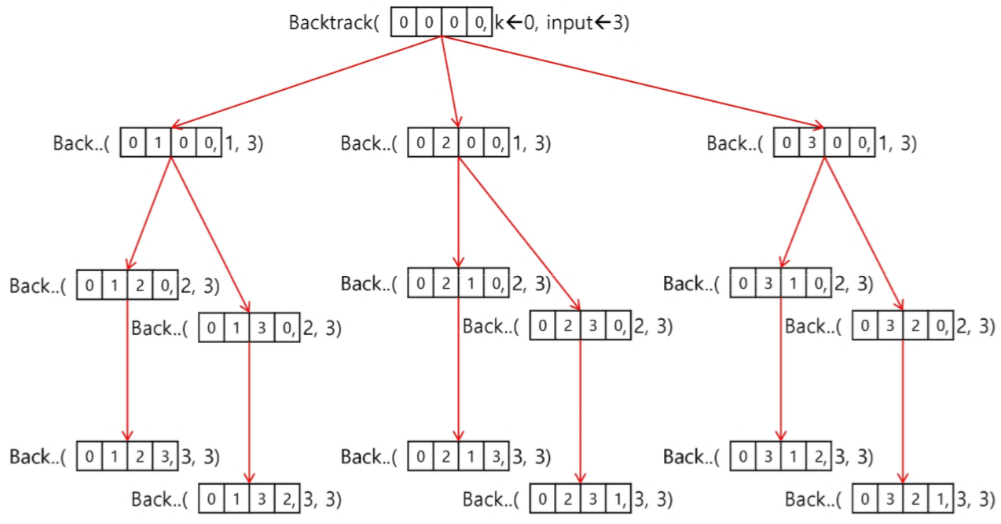 Backtrack( 0 0 0 0, k←0, input←3)
Back..( 0 1 0 0, 1, 3)
Back..( 0 2 0 0, 1, 3)
Back..( 0 3 0 0, 1, 3)
Back..( 0 1 2 0, 2, 3)
Back..( 0 2 1 0, 2, 3)
Back..( 0 3 1 0, 2, 3)
Back..( 0 1 3 0, 2, 3)
Back..( 0 2 3 0, 2, 3)
Back..( 0 3 2 0, 2, 3)
Back..( 0 1 2 3, 3, 3)
Back..( 0 2 1 3, 3, 3)
Back..( 0 3 1 2, 3, 3)
Back..( 0 1 3 2, 3, 3)
Back..( 0 2 3 1, 3, 3)
Back..( 0 3 2 1, 3, 3)